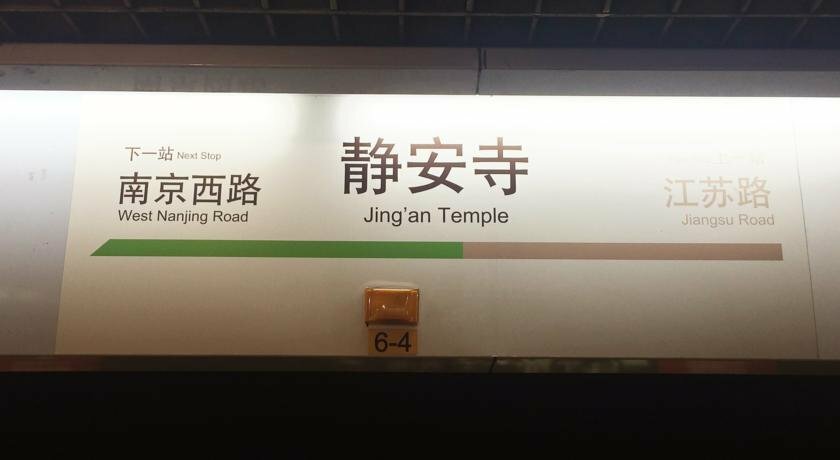 下一站 Next Stop
南京西路
West Nanjing Road
静安寺
Jing'an Temple
江苏路
Jiangsu Road
6-4